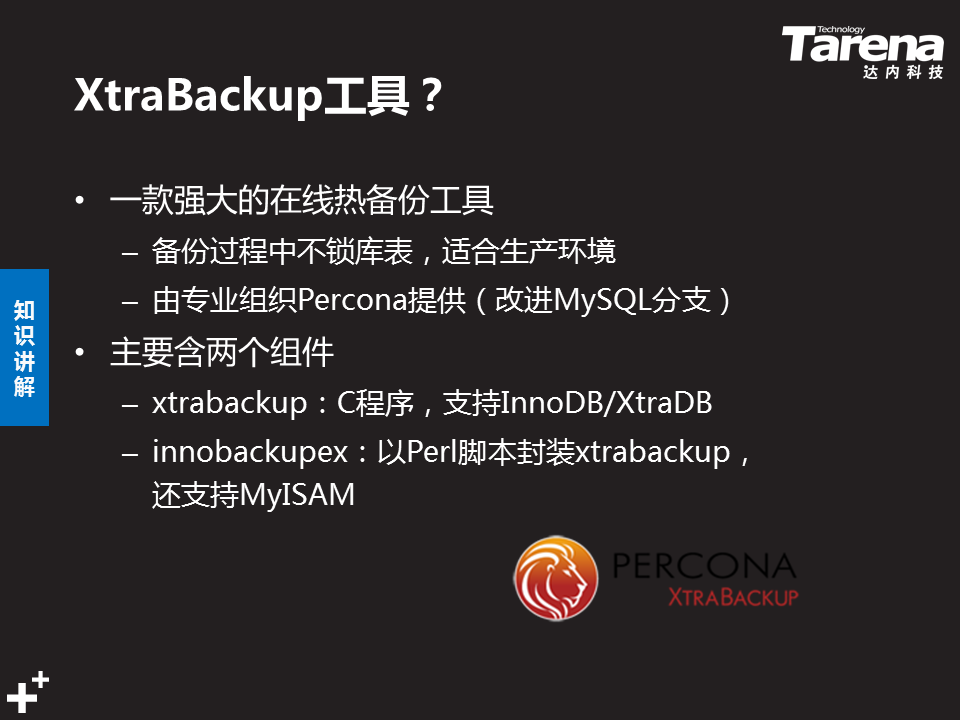 Technology
Tarena
达内科技
XtraBackup工具？
• 一款强大的在线热备份工具
– 备份过程中不锁库表，适合生产环境
– 由专业组织Percona提供（改进MySQL分支）
• 主要含两个组件
– xtrabackup：C程序，支持InnoDB/XtraDB
– innobackupex：以Perl脚本封装xtrabackup，
还支持MyISAM
知
识
讲
解
PERCONA
XTRABACKUP